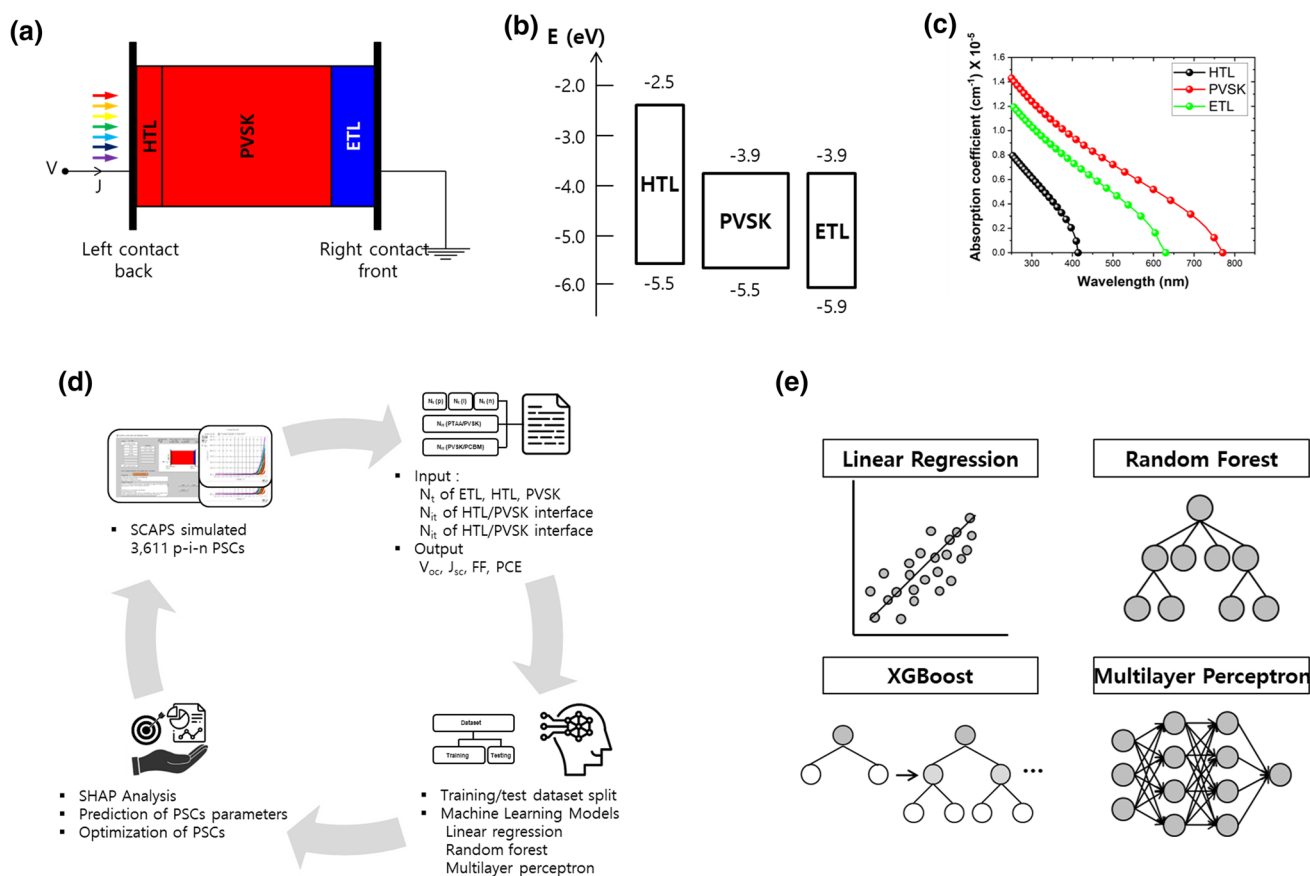 (a)
HTL
PVSK
ETL
V
J
Left contact
back
Right contact
front
(b)
E (eV)
-2.0
-3.0
-4.0
-5.0
-6.0
-2.5
HTL
-5.5
-3.9
PVSK
-5.5
-3.9
ETL
-5.9
(c)
Absorption coefficient (cm⁻¹) X 10⁻⁵
1.6
1.4
1.2
1.0
0.8
0.6
0.4
0.2
0.0
HTL
PVSK
ETL
300 400 500 600 700 800
Wavelength (nm)
(d)
▪ SCAPS simulated
3,611 p-i-n PSCs
Nt (p) Nt (i) Nt (n)
Nit (PTAA/PVSK)
Nit (PVSK/PCBM)
▪ Input :
Nt of ETL, HTL, PVSK
Nit of HTL/PVSK interface
Nit of HTL/PVSK interface
▪ Output
Voc, Jsc, FF, PCE
Dataset
Training Testing
▪ Training/test dataset split
▪ Machine Learning Models
Linear regression
Random forest
Multilayer perceptron
▪ SHAP Analysis
▪ Prediction of PSCs parameters
▪ Optimization of PSCs
(e)
Linear Regression
Random Forest
XGBoost
...
Multilayer Perceptron